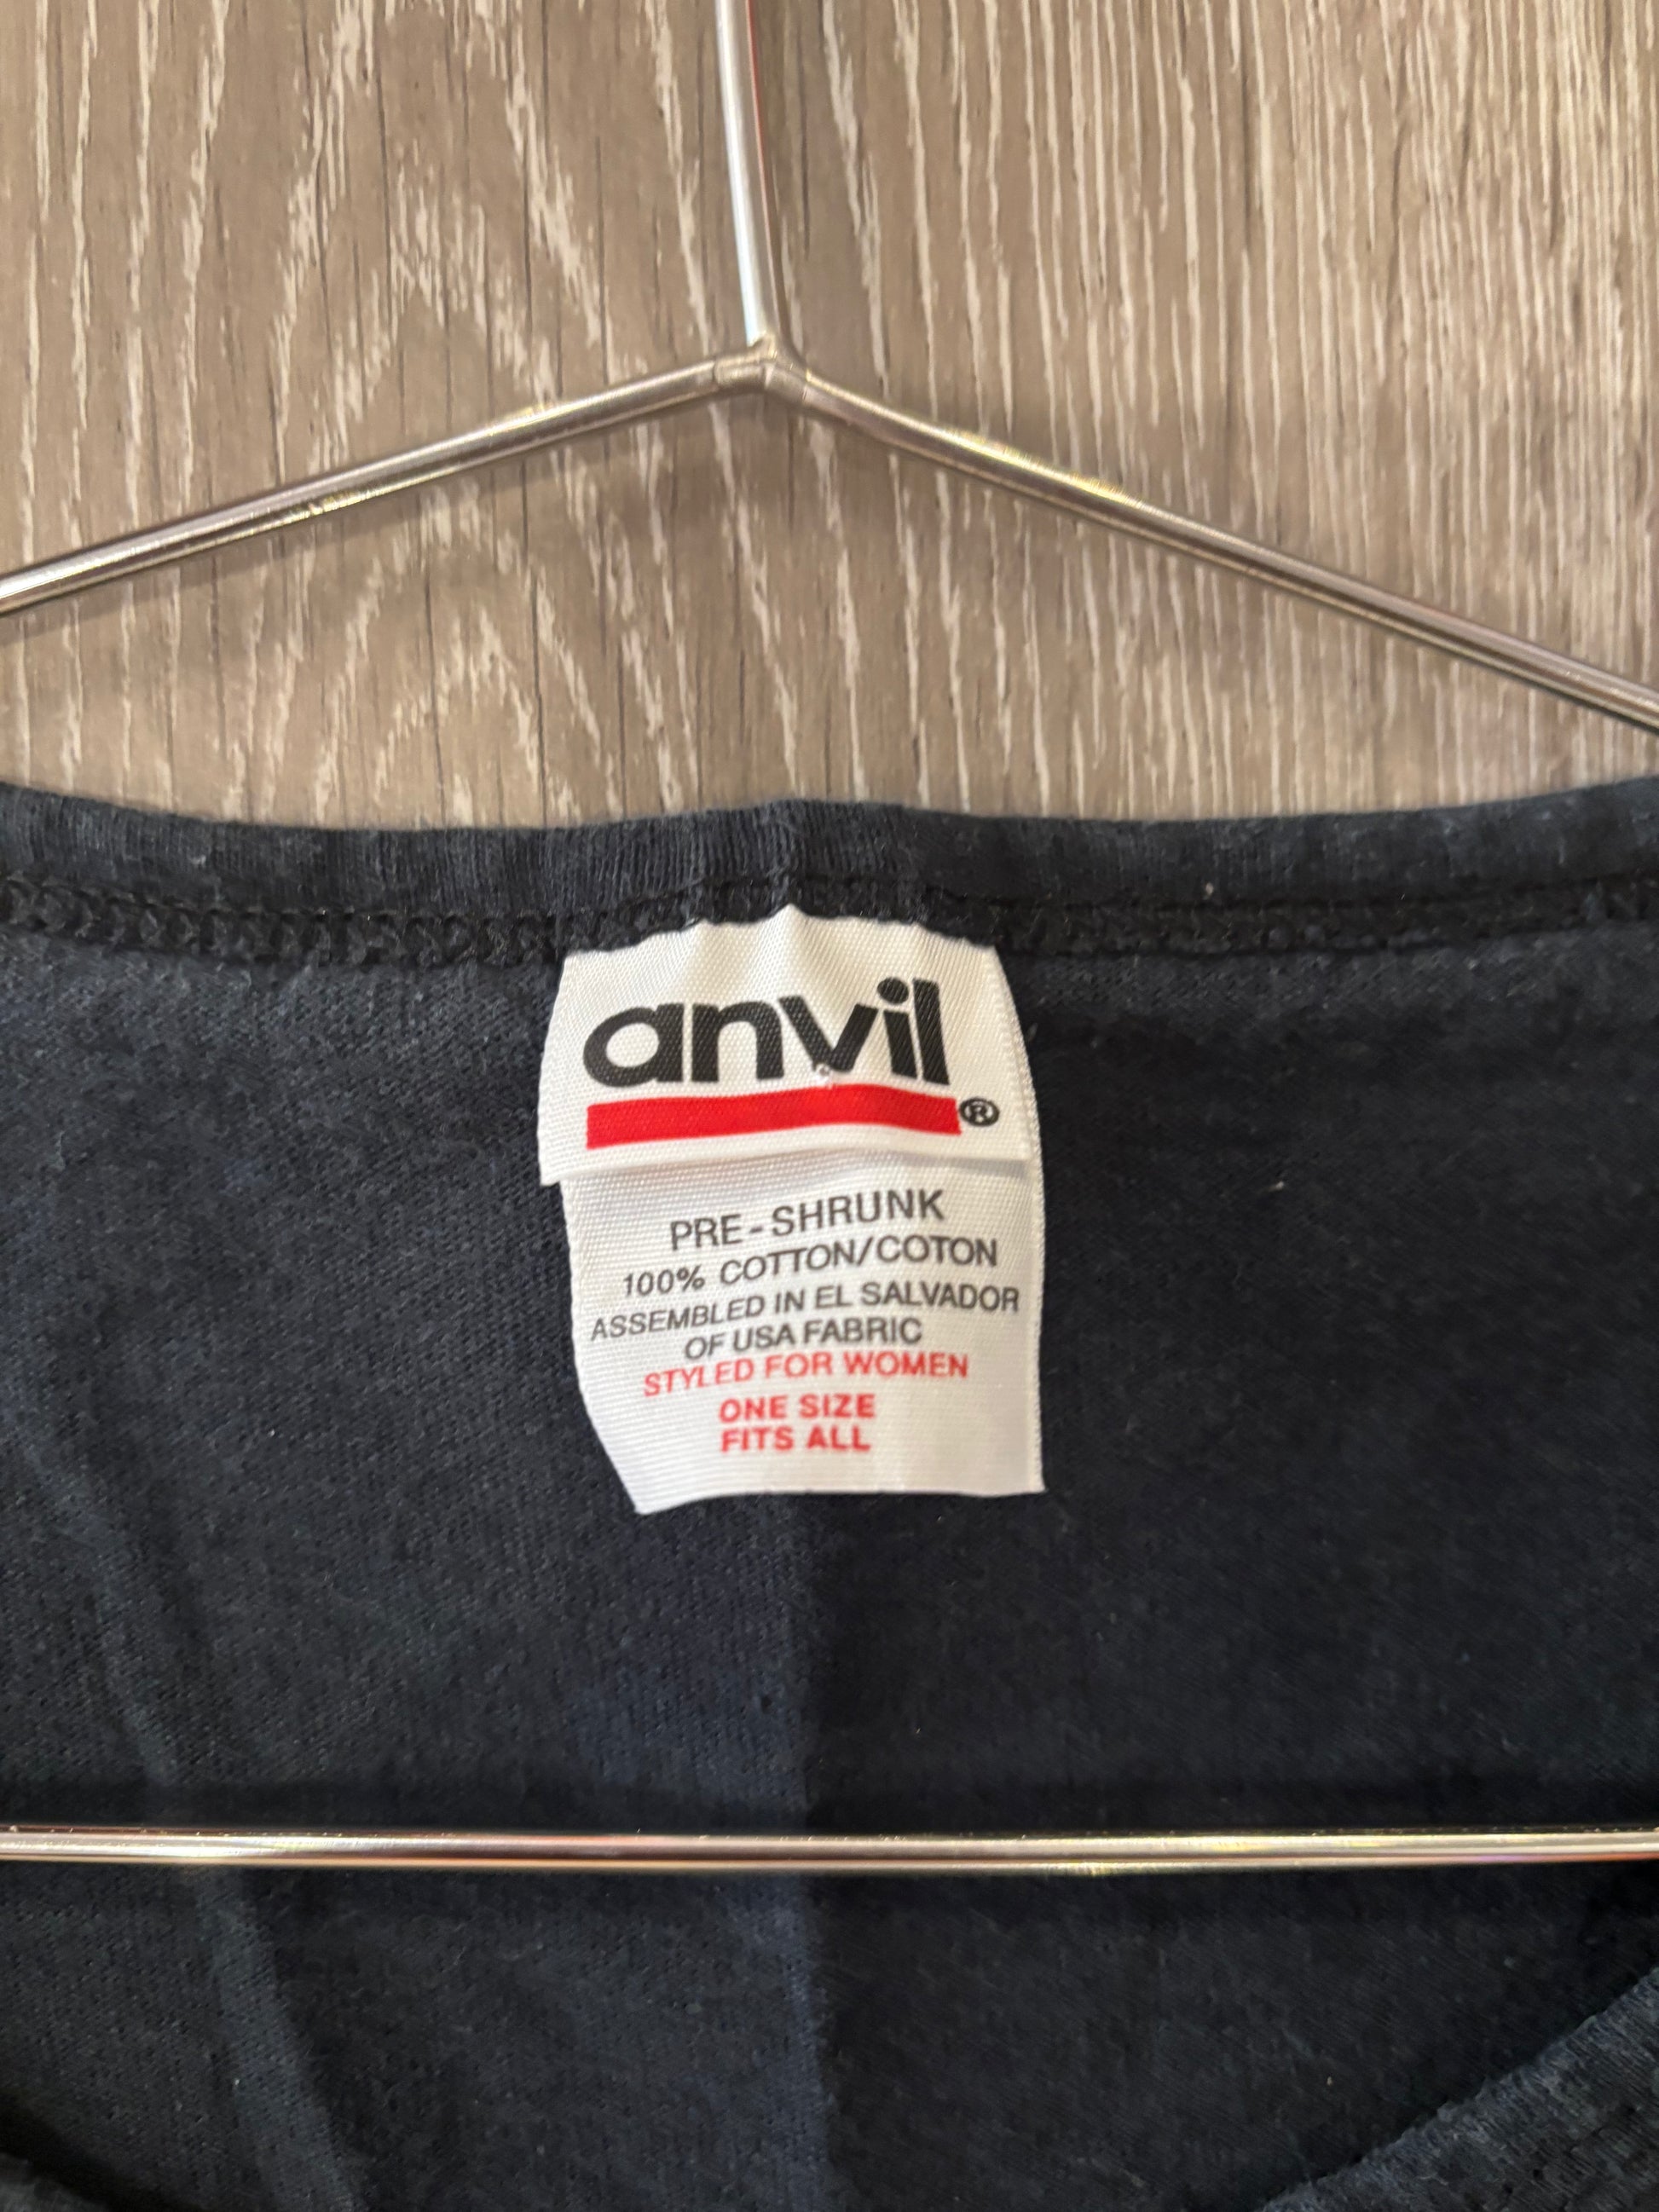 anvil
®
PRE-SHRUNK
100% COTTON/COTON
ASSEMBLED IN EL SALVADOR
OF USA FABRIC
STYLED FOR WOMEN
ONE SIZE
FITS ALL